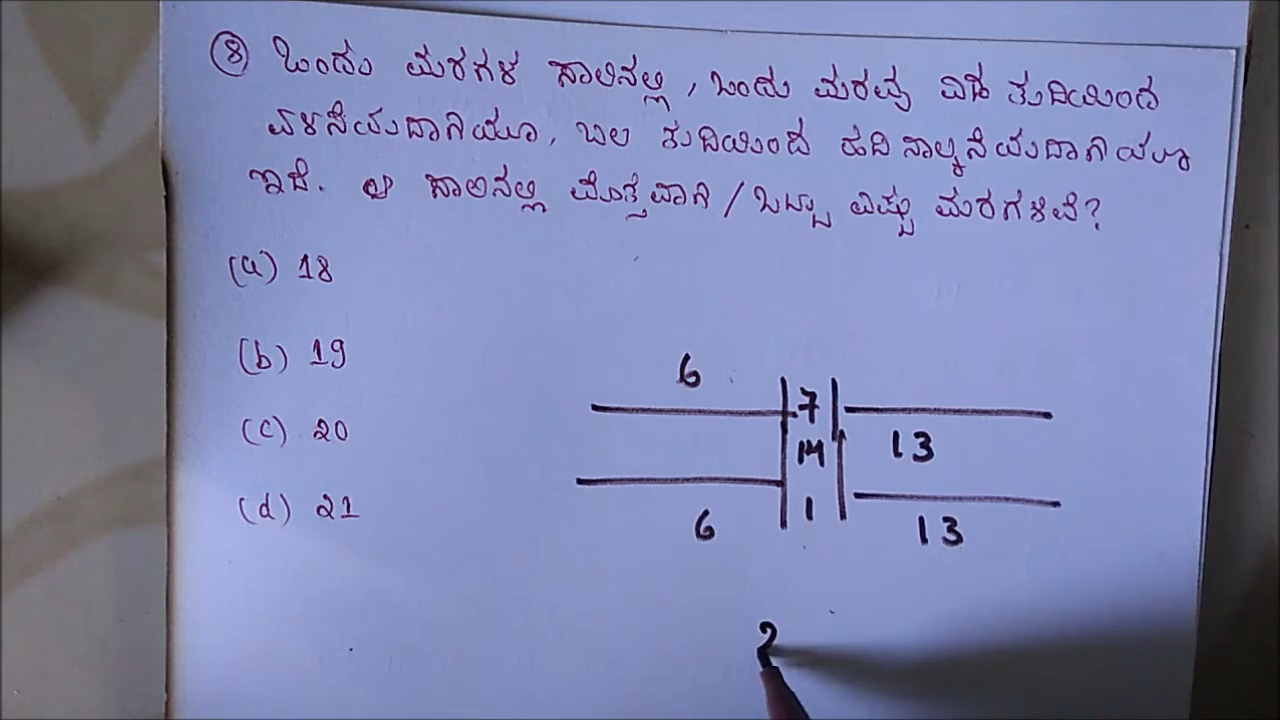 8 ಒಂದು ಮರಗಳ ಸಾಲಿನಲ್ಲಿ, ಒಂದು ಮರವು ಎಡ ತುದಿಯಿಂದ
ಏಳನೆಯದಾಗಿಯೂ, ಬಲ ತುದಿಯಿಂದ ಹದಿನಾಲ್ಕನೆಯದಾಗಿಯೂ
ಇದೆ. ಆ ಸಾಲಿನಲ್ಲಿ ಮೊತ್ತವಾಗಿ / ಒಟ್ಟು ಎಷ್ಟು ಮರಗಳಿವೆ?
(a) 18
(b) 19
(c) 20
(d) 21
6 7
14 13
6 1 13
2